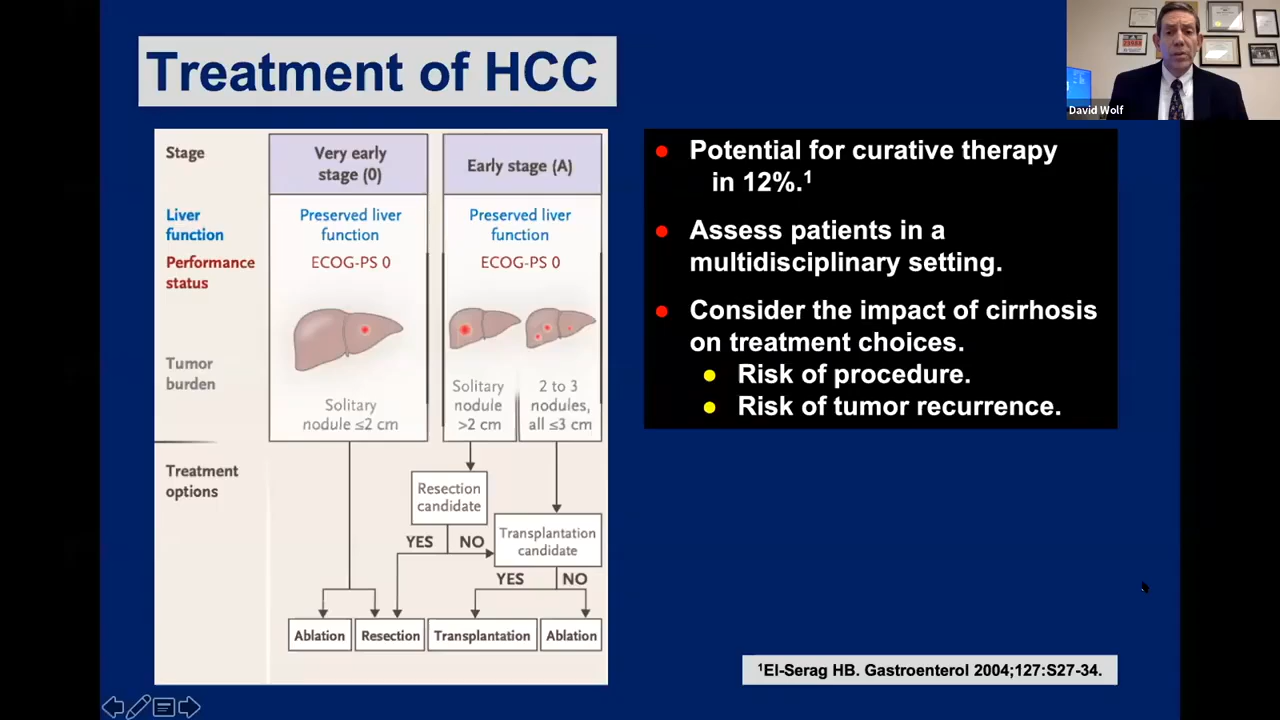 Treatment of HCC
David Wolf
Stage
Very early
stage (0)
Early stage (A)
Liver
function
Preserved liver
function
Preserved liver
function
Performance
status
ECOG-PS 0
ECOG-PS 0
Tumor
burden
Solitary
nodule ≤2 cm
Solitary
nodule
>2 cm
2 to 3
nodules,
all ≤3 cm
Treatment
options
Resection
candidate
YES
NO
Transplantation
candidate
YES
NO
Ablation
Resection
Transplantation
Ablation
Potential for curative therapy
in 12%.¹
Assess patients in a
multidisciplinary setting.
Consider the impact of cirrhosis
on treatment choices.
Risk of procedure.
Risk of tumor recurrence.
¹El-Serag HB. Gastroenterol 2004;127:S27-34.